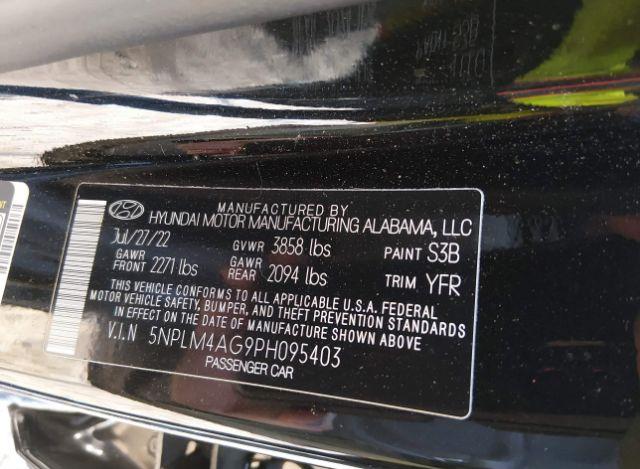 MANUFACTURED BY
HYUNDAI MOTOR MANUFACTURING ALABAMA, LLC
Jul/27/22 GVWR 3858 lbs PAINT S3B
GAWR FRONT 2271 lbs GAWR REAR 2094 lbs TRIM YFR
THIS VEHICLE CONFORMS TO ALL APPLICABLE U.S.A. FEDERAL
MOTOR VEHICLE SAFETY, BUMPER, AND THEFT PREVENTION STANDARDS
IN EFFECT ON THE DATE OF MANUFACTURE SHOWN ABOVE
V.I.N 5NPLM4AG9PH095403
PASSENGER CAR